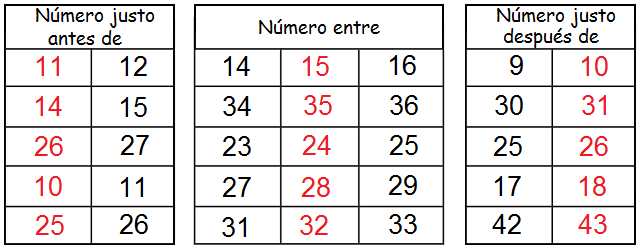 Número justo
antes de
11 12
14 15
26 27
10 11
25 26
Número entre
14 15 16
34 35 36
23 24 25
27 28 29
31 32 33
Número justo
después de
9 10
30 31
25 26
17 18
42 43